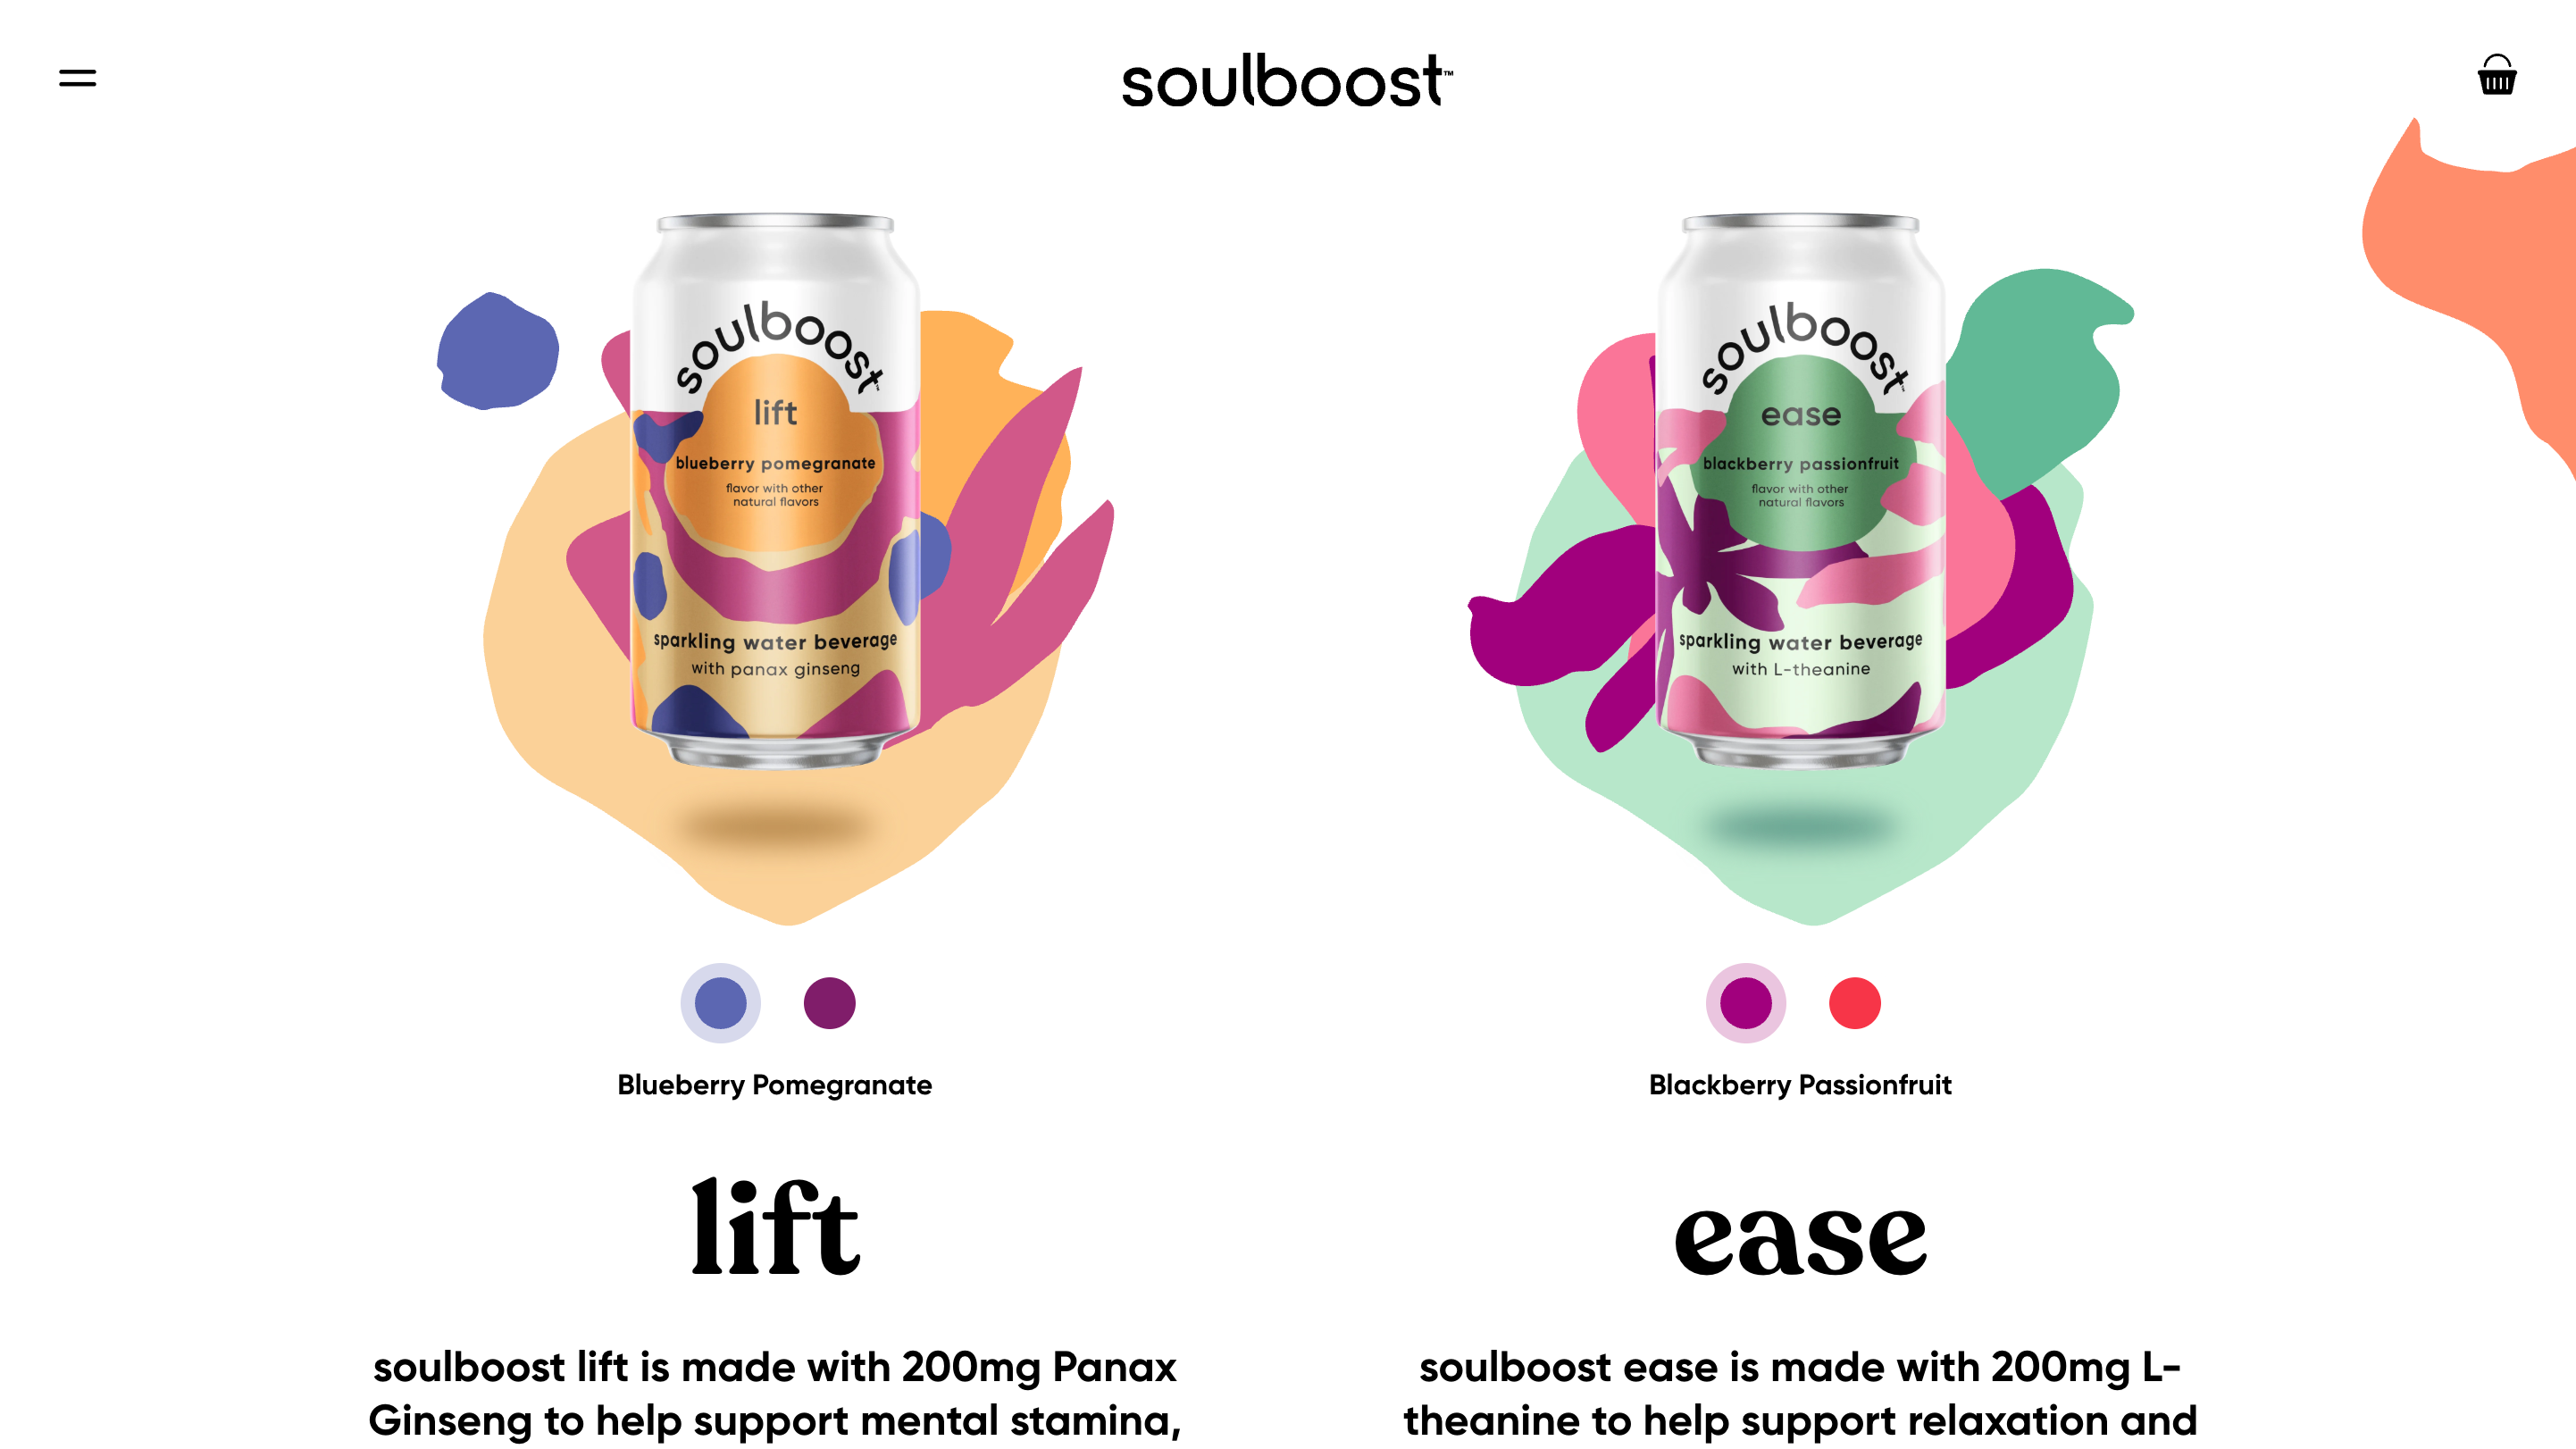 soulboost™
soulboost™
lift
blueberry pomegranate
flavor with other
natural flavors
sparkling water beverage
with panax ginseng
soulboost™
ease
blackberry passionfruit
flavor with other
natural flavors
sparkling water beverage
with L-theanine
Blueberry Pomegranate
Blackberry Passionfruit
lift
soulboost lift is made with 200mg Panax
Ginseng to help support mental stamina,
ease
soulboost ease is made with 200mg L-
theanine to help support relaxation and